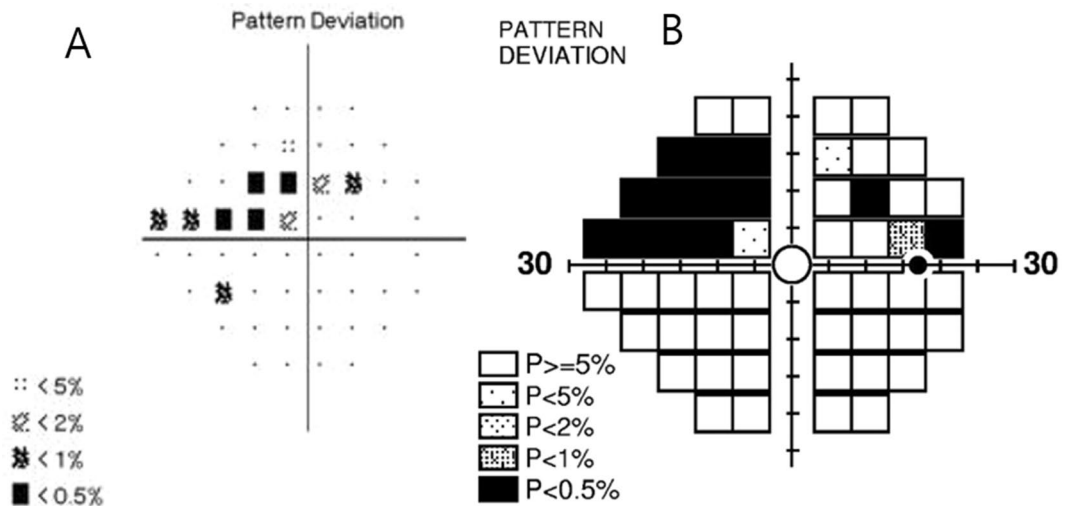 A
Pattern Deviation
< 5%
< 2%
< 1%
< 0.5%
PATTERN
DEVIATION
B
30
30
P>=5%
P<5%
P<2%
P<1%
P<0.5%